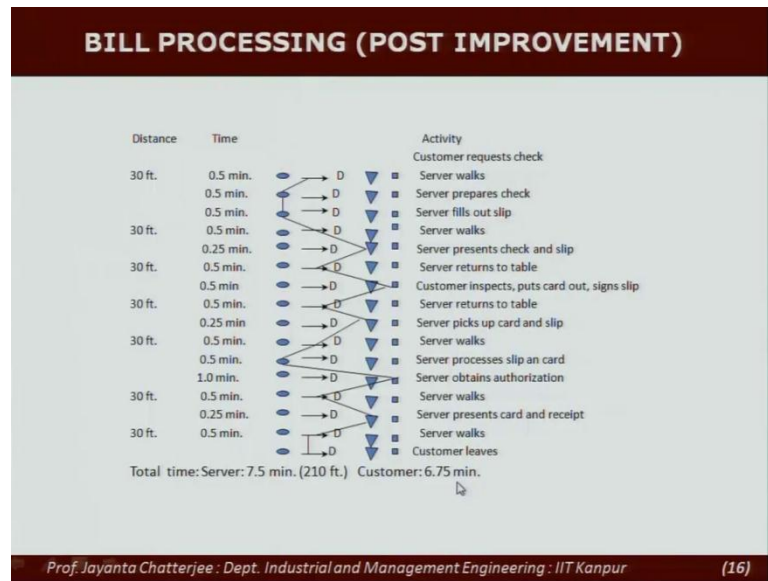 BILL PROCESSING (POST IMPROVEMENT)
Distance Time Activity
Customer requests check
30 ft. 0.5 min. D Server walks
0.5 min. D Server prepares check
0.5 min. D Server fills out slip
30 ft. 0.5 min. D Server walks
0.25 min. D Server presents check and slip
30 ft. 0.5 min. D Server returns to table
0.5 min D Customer inspects, puts card out, signs slip
30 ft. 0.5 min. D Server returns to table
0.25 min D Server picks up card and slip
30 ft. 0.5 min. D Server walks
0.5 min. D Server processes slip an card
1.0 min. D Server obtains authorization
30 ft. 0.5 min. D Server walks
0.25 min. D Server presents card and receipt
30 ft. 0.5 min. D Server walks
D Customer leaves
Total time: Server: 7.5 min. (210 ft.) Customer: 6.75 min.
Prof. Jayanta Chatterjee : Dept. Industrial and Management Engineering : IIT Kanpur (16)